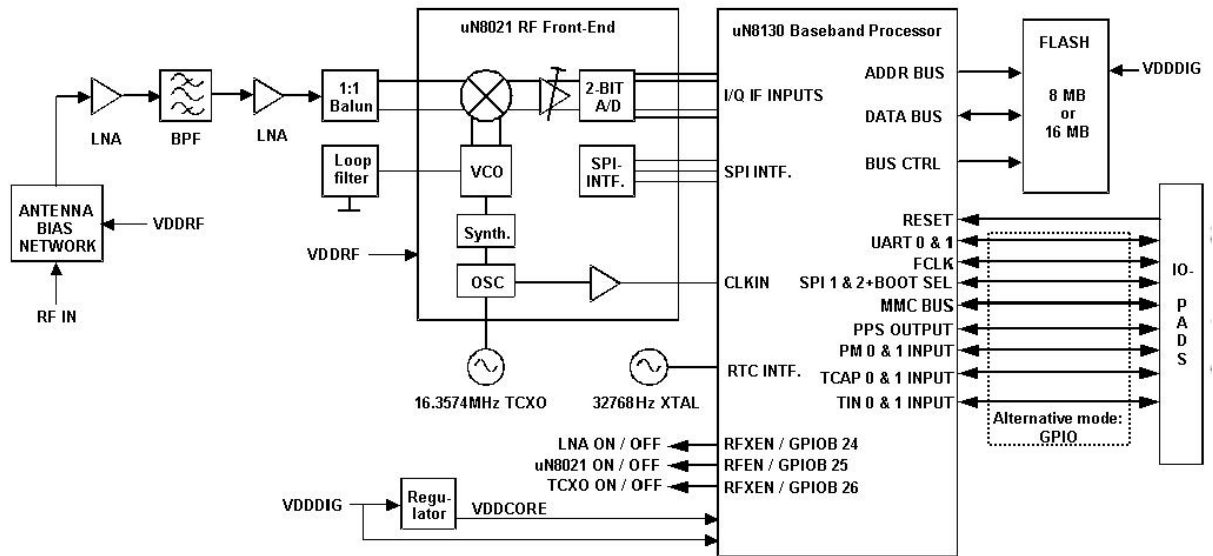 uN8021 RF Front-End
uN8130 Baseband Processor
FLASH
8 MB
or
16 MB
VDDDIG
ADDR BUS
I/Q IF INPUTS
DATA BUS
BUS CTRL
LNA
BPF
LNA
1:1
Balun
2-BIT
A/D
Loop
filter
VCO
SPI-
INTF.
SPI INTF.
ANTENNA
BIAS
NETWORK
VDDRF
RF IN
Synth.
VDDRF
OSC
CLKIN
RESET
UART 0 & 1
FCLK
SPI 1 & 2+BOOT SEL
MMC BUS
PPS OUTPUT
PM 0 & 1 INPUT
TCAP 0 & 1 INPUT
TIN 0 & 1 INPUT
IO-
P
A
D
S
Alternative mode:
GPIO
RTC INTF.
16.3574MHz TCXO
32768Hz XTAL
LNA ON / OFF
RFXEN / GPIOB 24
uN8021 ON / OFF
RFEN / GPIOB 25
TCXO ON / OFF
RFXEN / GPIOB 26
VDDDIG
Regu-
lator
VDDCORE